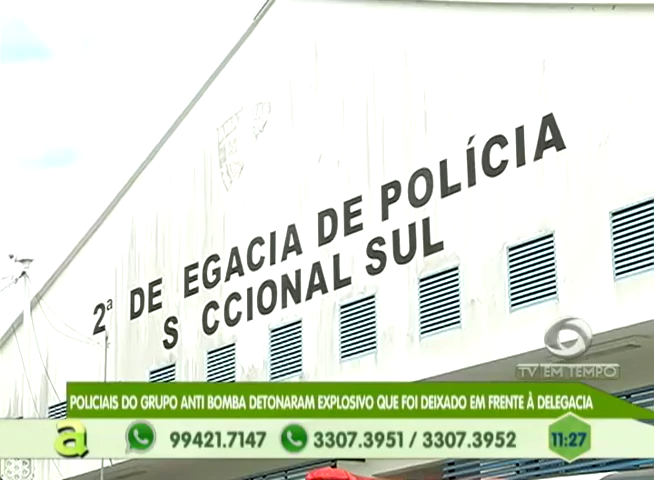 2ª DE EGACIA DE POLÍCIA
S CCIONAL SUL
TV EM TEMPO
POLICIAIS DO GRUPO ANTI BOMBA DETONARAM EXPLOSIVO QUE FOI DEIXADO EM FRENTE À DELEGACIA
a 99421.7147 3307.3951 / 3307.3952 11:27